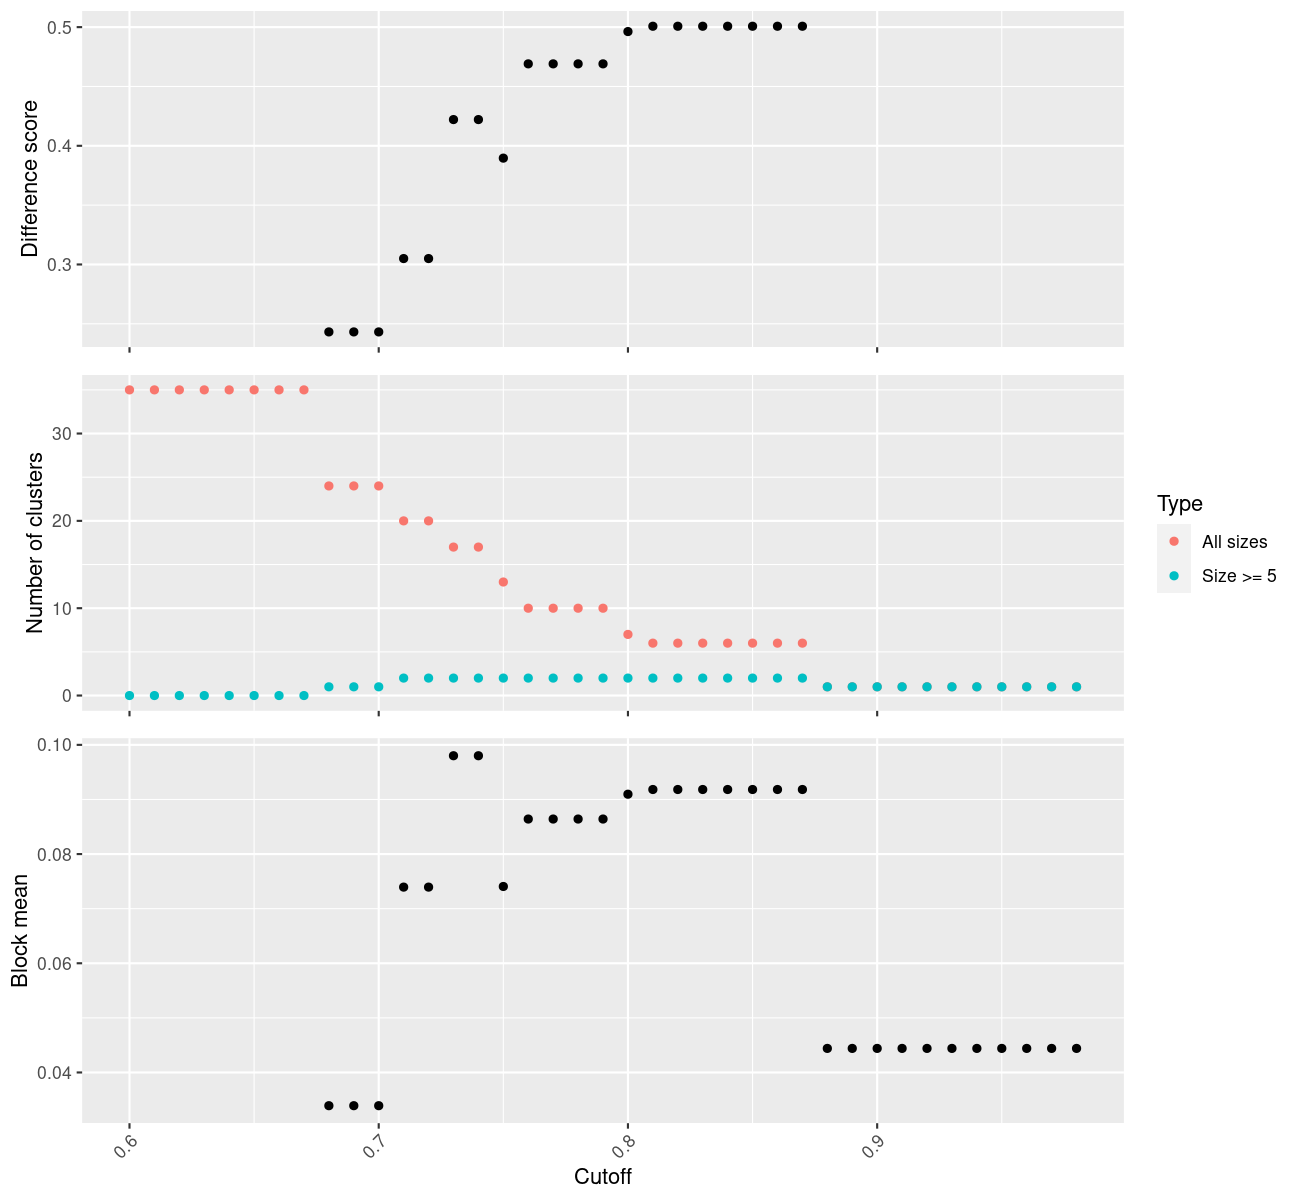 Difference score
0.5
0.4
0.3
Number of clusters
30
20
10
0
Type
All sizes
Size >= 5
Block mean
0.10
0.08
0.06
0.04
0.6
0.7
0.8
0.9
Cutoff